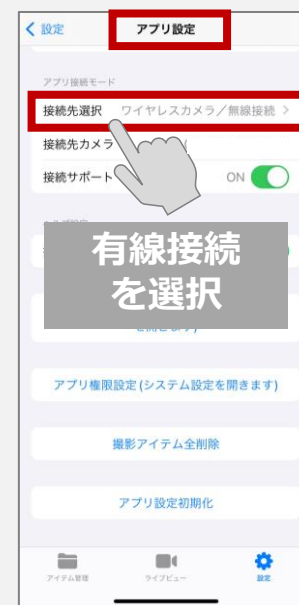 設定
アプリ設定
アプリ接続モード
接続先選択 ワイヤレスカメラ／無線接続
接続先カメラ
接続サポート ON
有線接続
を選択
アプリ権限設定(システム設定を開きます)
撮影アイテム全削除
アプリ設定初期化
アイテム管理 ライブビュー 設定